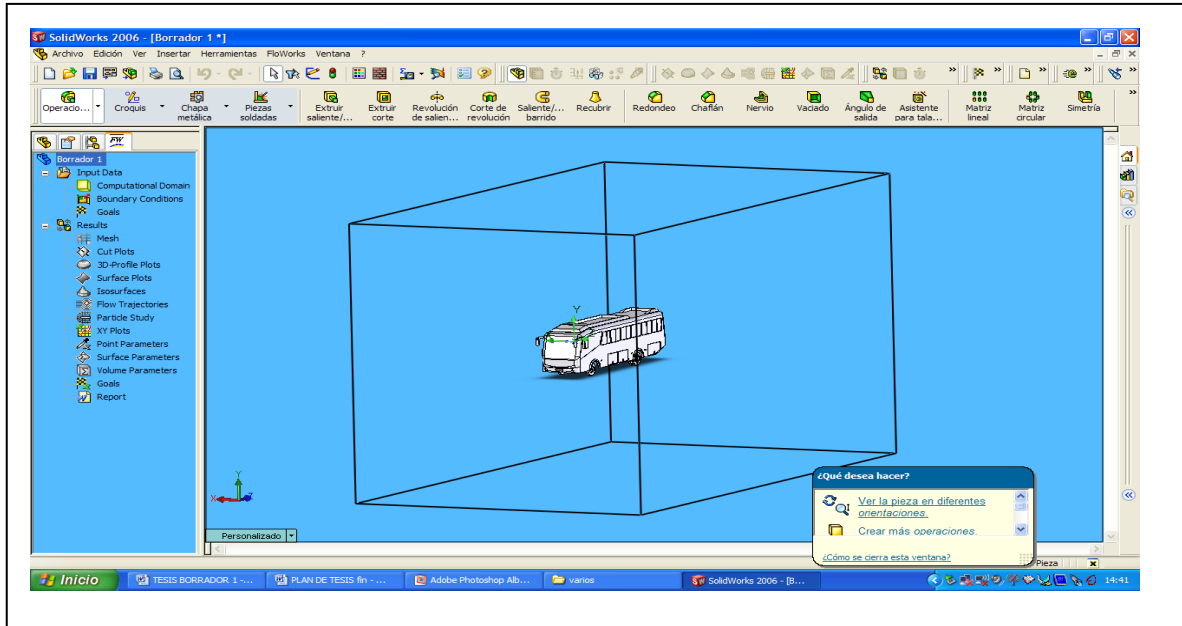 SolidWorks 2006 - [Borrador 1 *]
Archivo Edición Ver Insertar Herramientas FloWorks Ventana ?
Operacio... Croquis Chapa metálica Piezas soldadas Extruir saliente/... Extruir corte Revolución de salien... Corte de revolución Saliente/... barrido Recubrir Redondeo Chaflán Nervio Vaciado Ángulo de salida Asistente para tala... Matriz lineal Matriz circular Simetría
Borrador 1
Input Data
Computational Domain
Boundary Conditions
Goals
Results
Mesh
Cut Plots
3D-Profile Plots
Surface Plots
Isosurfaces
Flow Trajectories
Particle Study
XY Plots
Point Parameters
Surface Parameters
Volume Parameters
Goals
Report
Y
Y
X Z
Personalizado
¿Qué desea hacer?
Ver la pieza en diferentes
orientaciones.
Crear más operaciones.
¿Cómo se cierra esta ventana?
Pieza
Inicio TESIS BORRADOR 1 -... PLAN DE TESIS fin - ... Adobe Photoshop Alb... varios SolidWorks 2006 - [B... 14:41